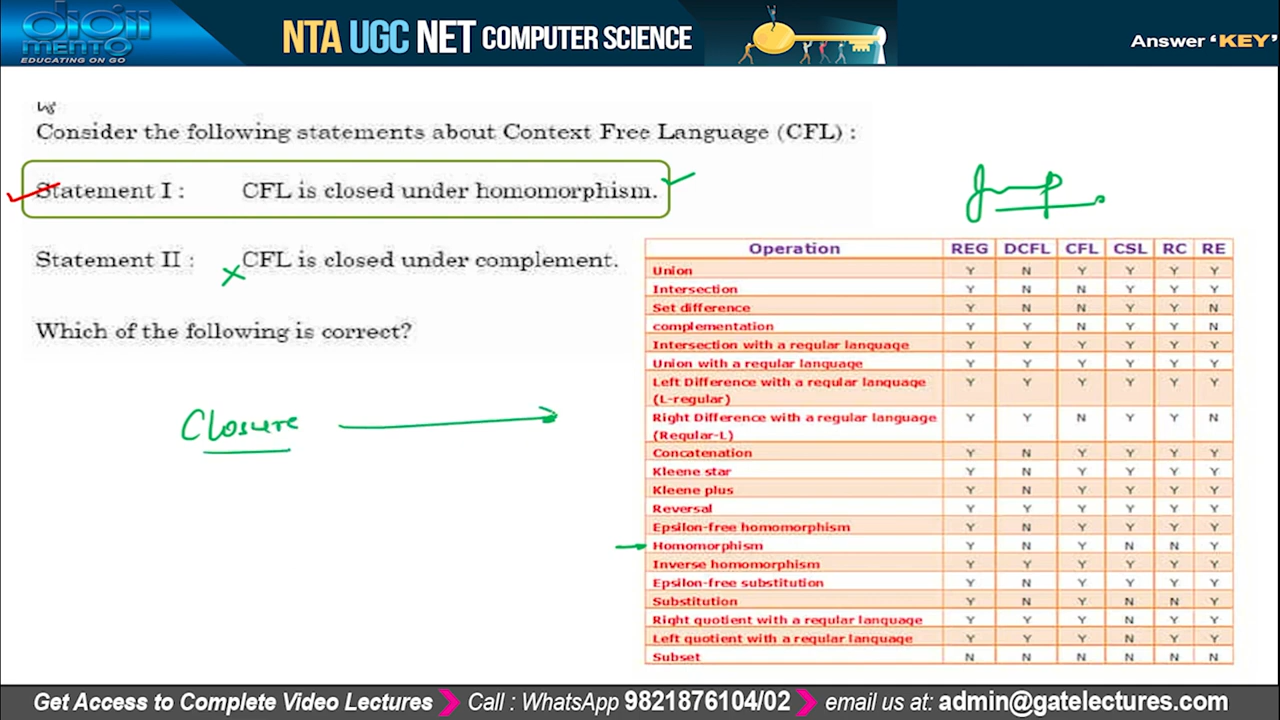 didji
MENTO
EDUCATING ON GO
NTA UGC NET COMPUTER SCIENCE
Answer ‘KEY’
Consider the following statements about Context Free Language (CFL) :
Statement I : CFL is closed under homomorphism.
Statement II : CFL is closed under complement.
Which of the following is correct?
Closure
Operation REG DCFL CFL CSL RC RE
Union Y N Y Y Y Y
Intersection Y N N Y Y Y
Set difference Y N N Y Y N
complementation Y Y N Y Y N
Intersection with a regular language Y Y Y Y Y Y
Union with a regular language Y Y Y Y Y Y
Left Difference with a regular language Y Y Y Y Y Y
(L-regular)
Right Difference with a regular language Y Y N Y Y N
(Regular-L)
Concatenation Y N Y Y Y Y
Kleene star Y N Y Y Y Y
Kleene plus Y N Y Y Y Y
Reversal Y Y Y Y Y Y
Epsilon-free homomorphism Y N Y Y Y Y
Homomorphism Y N Y N N Y
Inverse homomorphism Y Y Y Y Y Y
Epsilon-free substitution Y N Y Y Y Y
Substitution Y N Y N N Y
Right quotient with a regular language Y Y Y N Y Y
Left quotient with a regular language Y Y Y N Y Y
Subset N N N N N N
Get Access to Complete Video Lectures Call : WhatsApp 9821876104/02 email us at: admin@gatelectures.com